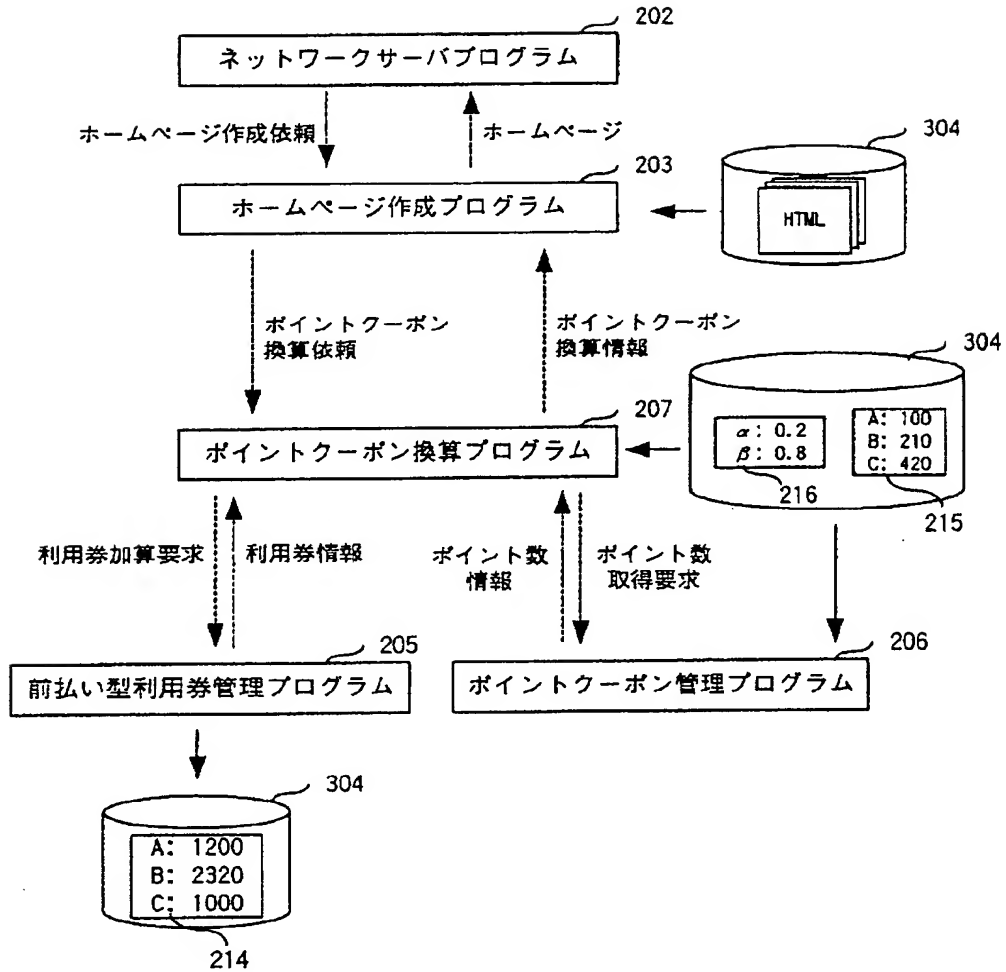 202
ネットワークサーバプログラム
ホームページ作成依頼
ホームページ
203
304
ホームページ作成プログラム
HTML
ポイントクーポン
換算依頼
ポイントクーポン
換算情報
304
207
ポイントクーポン換算プログラム
α: 0.2
β: 0.8
216
A: 100
B: 210
C: 420
215
利用券加算要求
利用券情報
ポイント数
情報
ポイント数
取得要求
205
前払い型利用券管理プログラム
206
ポイントクーポン管理プログラム
304
A: 1200
B: 2320
C: 1000
214